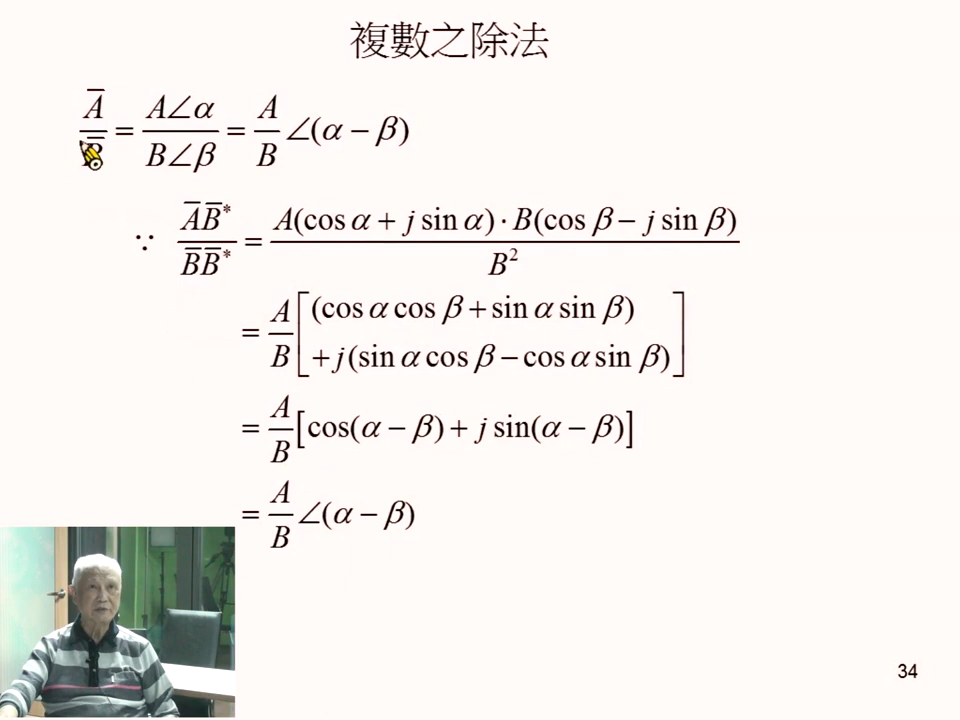 複數之除法
A̅/B̅ = A∠α/B∠β = A/B ∠(α − β)
∵ A̅B̅*/B̅B̅* = A(cos α + j sin α) · B(cos β − j sin β)/B²
= A/B [(cos α cos β + sin α sin β)
+ j(sin α cos β − cos α sin β)]
= A/B [cos(α − β) + j sin(α − β)]
= A/B ∠(α − β)
34